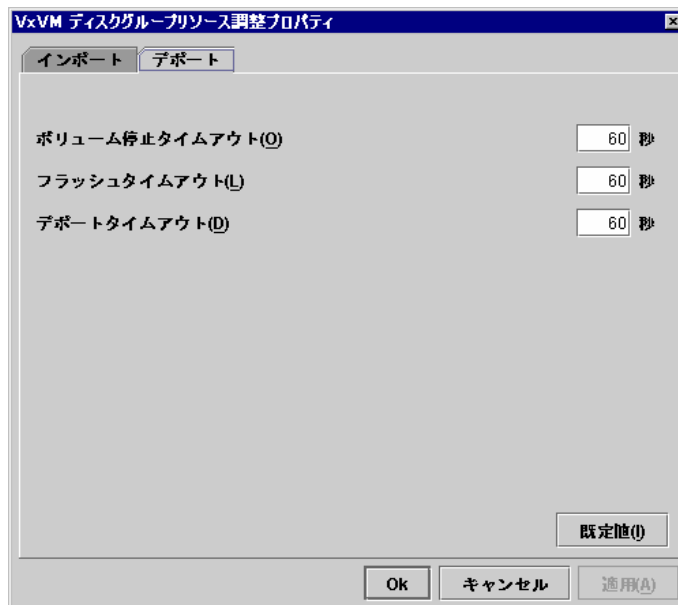 VxVM ディスクグループリソース調整プロパティ
インポート デポート
ボリューム停止タイムアウト(O) 60 秒
フラッシュタイムアウト(L) 60 秒
デポートタイムアウト(D) 60 秒
既定値(I)
Ok キャンセル 適用(A)